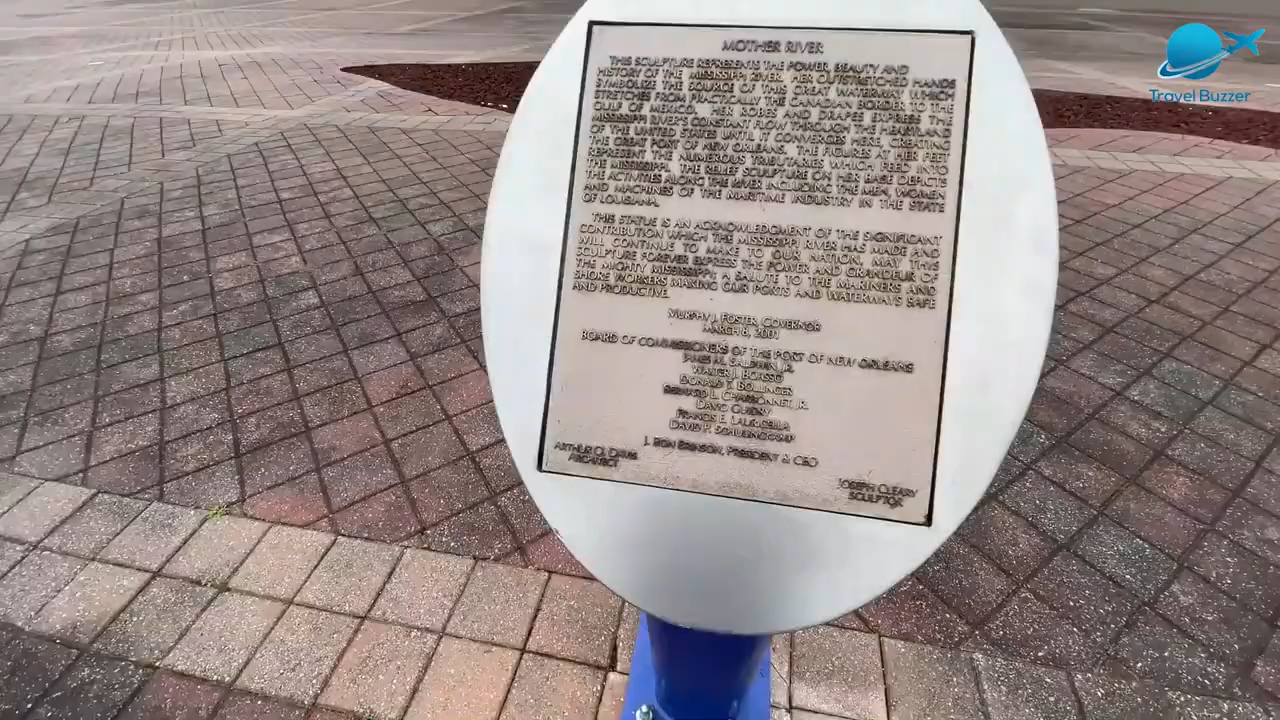 MOTHER RIVER
THIS SCULPTURE REPRESENTS THE POWER, BEAUTY AND
HISTORY OF THE MISSISSIPPI RIVER. HER OUTSTRETCHED HANDS
SYMBOLIZE THE SOURCE OF THIS GREAT WATERWAY WHICH
STRETCHES FROM PRACTICALLY THE CANADIAN BORDER TO THE
GULF OF MEXICO. HER ROBES AND DRAPES EXPRESS THE
MISSISSIPPI RIVER'S CONSTANT FLOW THROUGH THE HEARTLAND
OF THE UNITED STATES UNTIL IT CONVERGES HERE, CREATING
THE GREAT PORT OF NEW ORLEANS. THE FIGURES AT HER FEET
REPRESENT THE NUMEROUS TRIBUTARIES WHICH FEED INTO
THE MISSISSIPPI. THE RELIEF SCULPTURE ON HER BASE DEPICTS
THE ACTIVITIES ALONG THE RIVER INCLUDING THE MEN, WOMEN
AND MACHINES OF THE MARITIME INDUSTRY IN THE STATE
OF LOUISIANA.
THIS STATUE IS AN ACKNOWLEDGMENT OF THE SIGNIFICANT
CONTRIBUTION WHICH THE MISSISSIPPI RIVER HAS MADE AND
WILL CONTINUE TO MAKE TO OUR NATION. MAY THIS
SCULPTURE FOREVER EXPRESS THE POWER AND GRANDEUR OF
THE MIGHTY MISSISSIPPI, A SALUTE TO THE MARINERS AND
SHORE WORKERS MAKING OUR PORTS AND WATERWAYS SAFE
AND PRODUCTIVE.
MURPHY J. FOSTER, GOVERNOR
MARCH 6, 2001
BOARD OF COMMISSIONERS OF THE PORT OF NEW ORLEANS
JAMES M. BALDWIN, JR.
WALTER J. BOASSO
DONALD T. BOLLINGER
BERNARD L. CHARBONNET, JR.
DAVID GUIDRY
FRANCIS E. LAURICELLA
DAVID P. SCHULINGKAMP
J. RON BRINSON, PRESIDENT & CEO
ARTHUR Q. DAVIS
ARCHITECT
JOSEPH CLEARY
SCULPTOR
Travel Buzzer